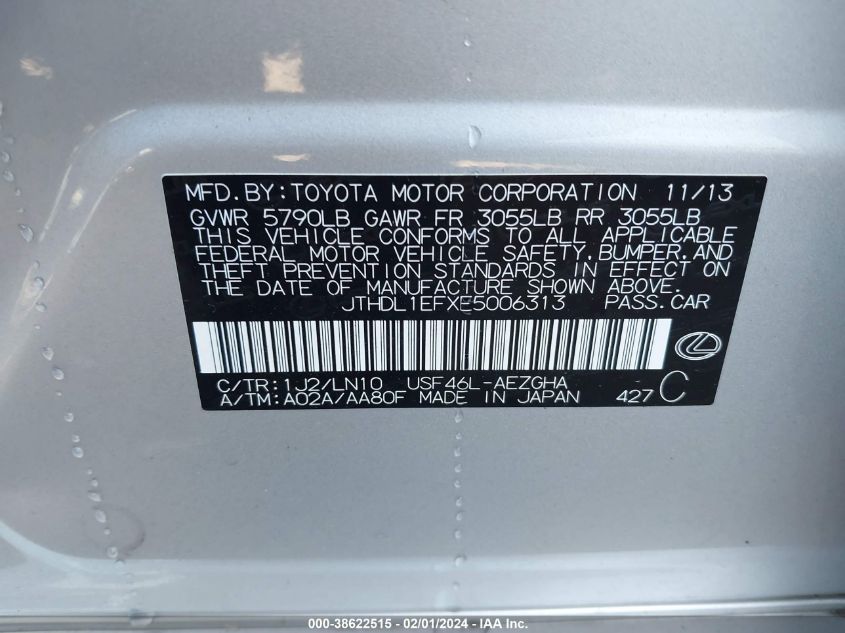 MFD.BY:TOYOTA MOTOR CORPORATION 11/13
GVWR 5790LB GAWR FR 3055LB RR 3055LB
THIS VEHICLE CONFORMS TO ALL APPLICABLE
FEDERAL MOTOR VEHICLE SAFETY,BUMPER,AND
THEFT PREVENTION STANDARDS IN EFFECT ON
THE DATE OF MANUFACTURE SHOWN ABOVE.
JTHDL1EFXE5006313 PASS.CAR
C/TR:1J2/LN10 USF46L-AEZGHA
A/TM:A02A/AA80F MADE IN JAPAN 427 C
000-38622515 - 02/01/2024 - IAA Inc.